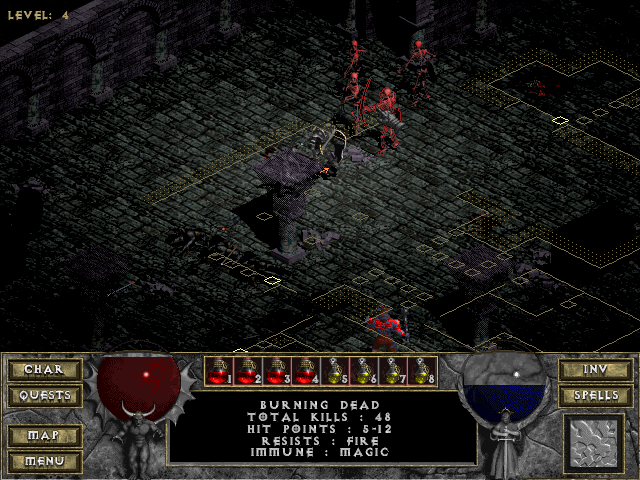 LEVEL: 4
CHAR
QUESTS
MAP
MENU
1 2 3 4 5 6 7 8
INV
SPELLS
BURNING DEAD
TOTAL KILLS : 48
HIT POINTS : 5-12
RESISTS : FIRE
IMMUNE : MAGIC